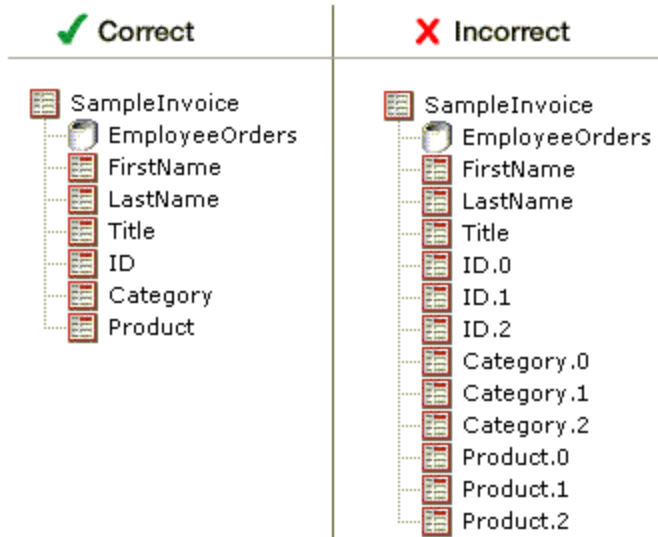 Correct
SampleInvoice
EmployeeOrders
FirstName
LastName
Title
ID
Category
Product
Incorrect
SampleInvoice
EmployeeOrders
FirstName
LastName
Title
ID.0
ID.1
ID.2
Category.0
Category.1
Category.2
Product.0
Product.1
Product.2